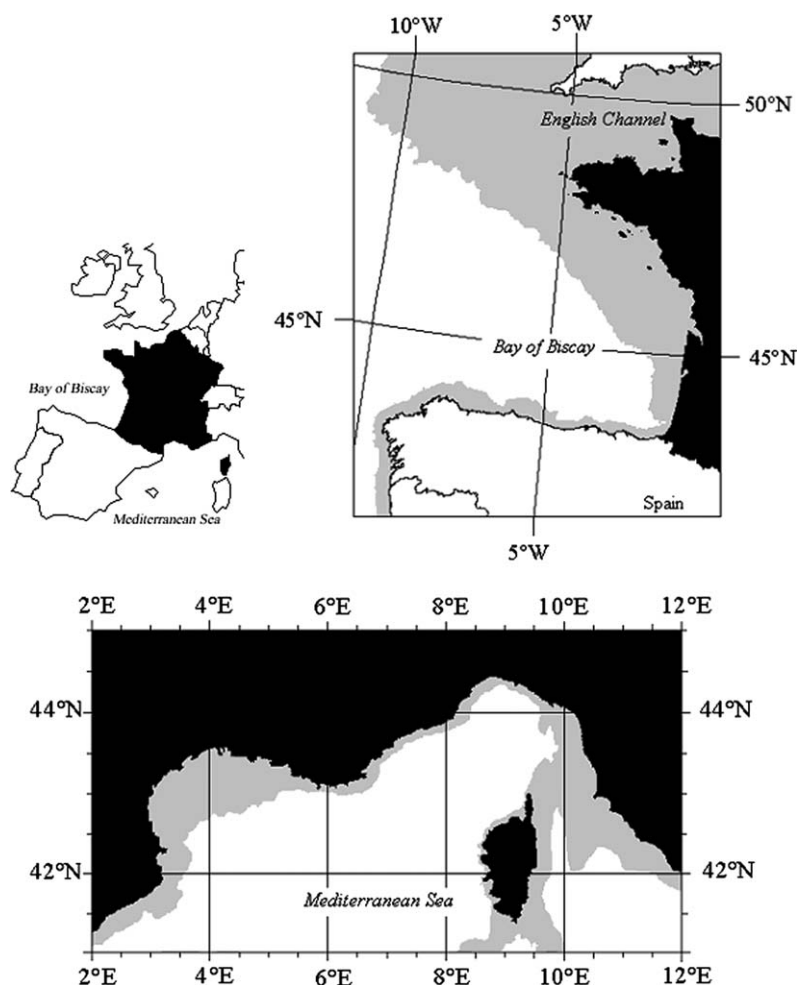 10°W
5°W
English Channel
50°N
45°N
Bay of Biscay
45°N
Spain
5°W
Bay of Biscay
Mediterranean Sea
2°E 4°E 6°E 8°E 10°E 12°E
44°N 44°N
42°N 42°N
Mediterranean Sea
2°E 4°E 6°E 8°E 10°E 12°E